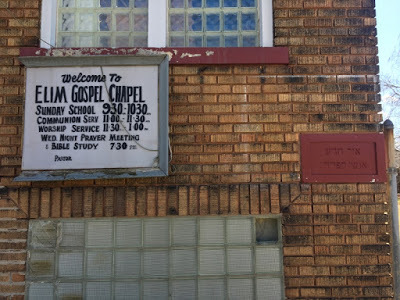 Welcome To
ELIM GOSPEL CHAPEL
SUNDAY SCHOOL 9:30-10:30
COMMUNION SERV 11:00-11:30
WORSHIP SERVICE 11:30-1:00
WED. NIGHT PRAYER MEETING
& BIBLE STUDY 7:30 P.M.
PASTOR